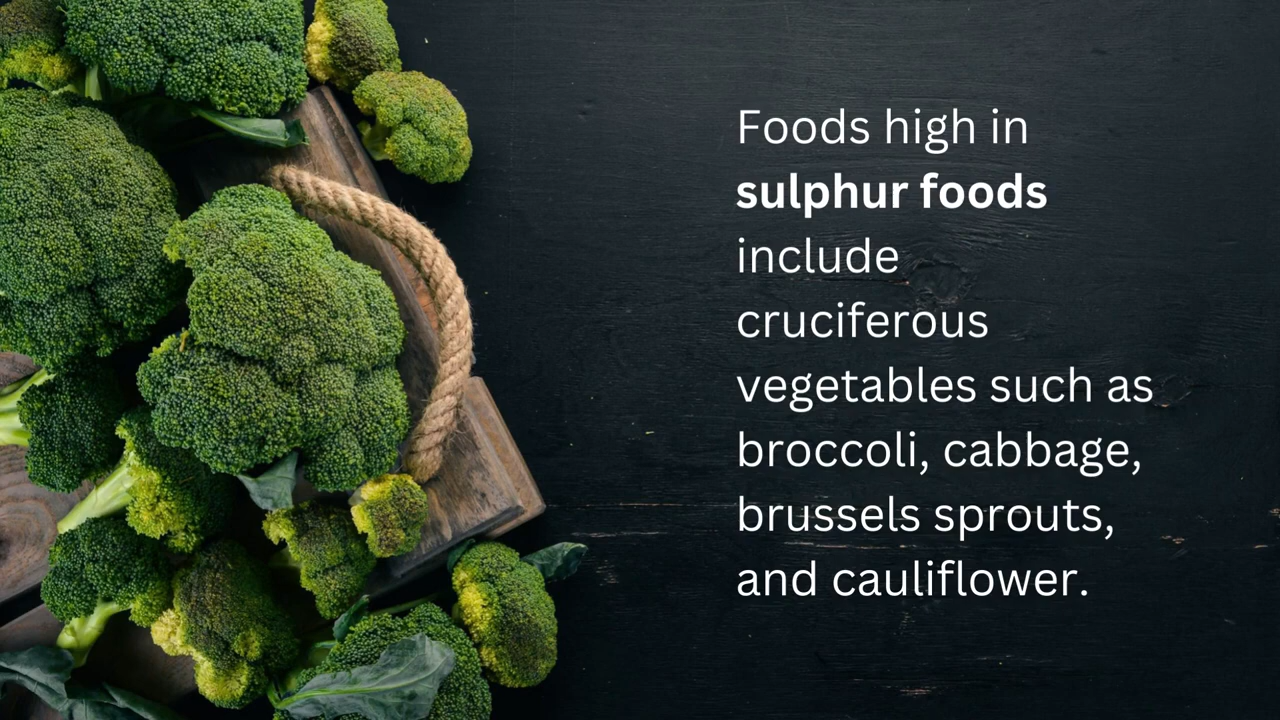 Foods high in
sulphur foods
include
cruciferous
vegetables such as
broccoli, cabbage,
brussels sprouts,
and cauliflower.